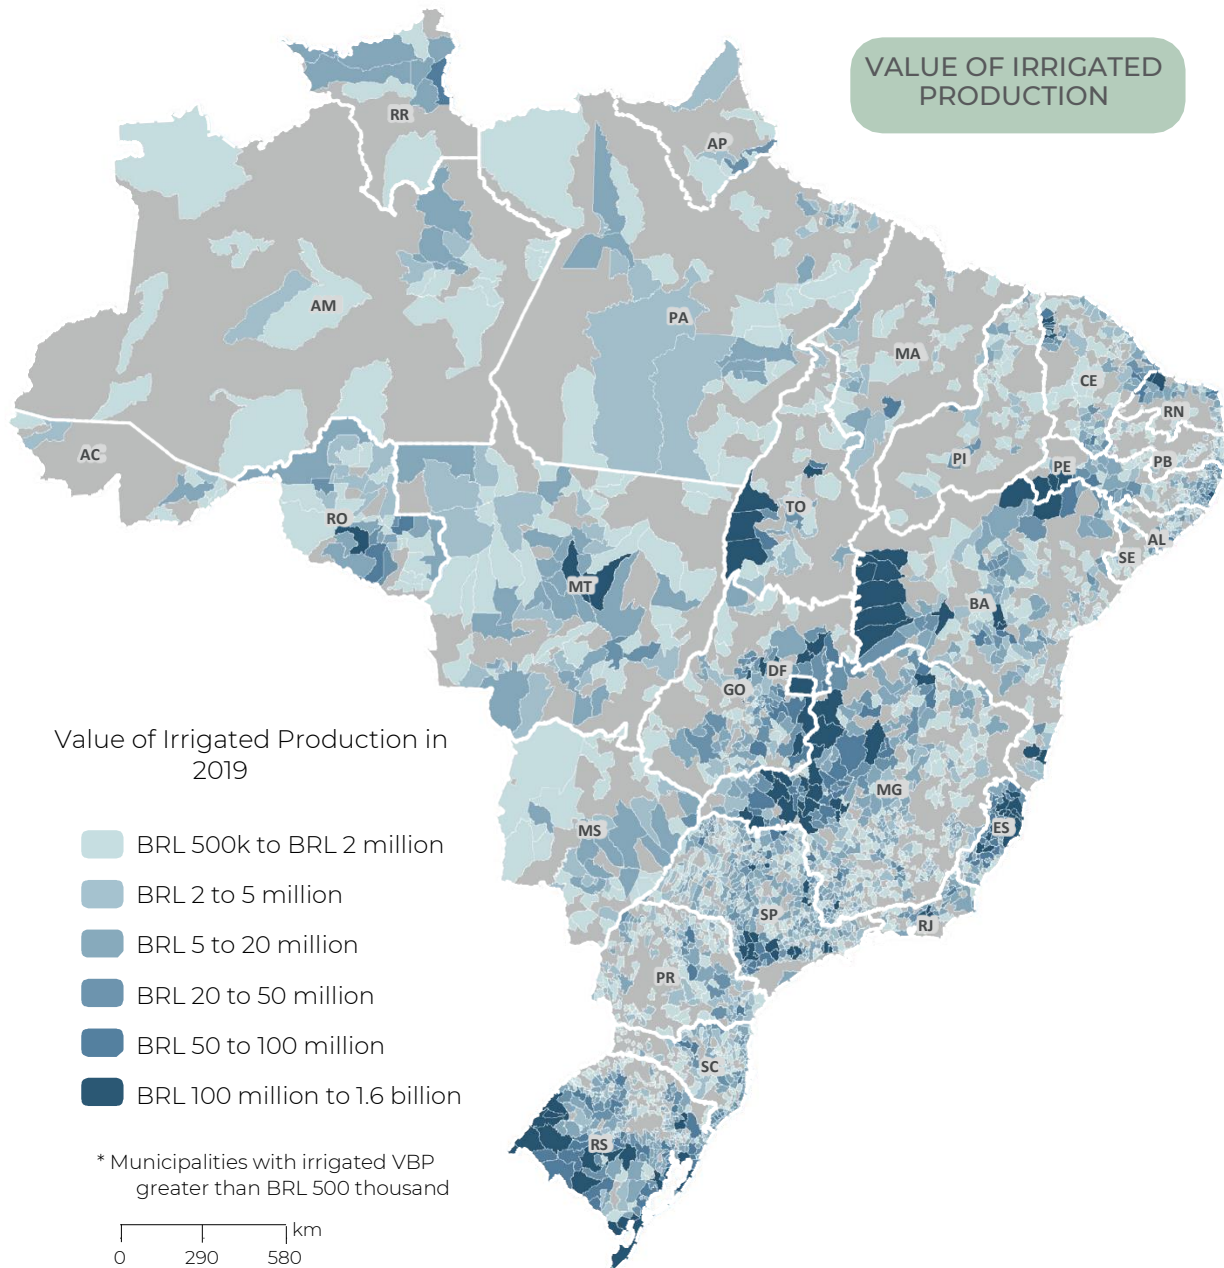 VALUE OF IRRIGATED
PRODUCTION
RR
AP
AM
PA
MA
CE
RN
AC
PI
PE
PB
RO
TO
AL
SE
MT
BA
DF
GO
Value of Irrigated Production in
2019
MG
BRL 500k to BRL 2 million
MS
ES
BRL 2 to 5 million
SP
RJ
BRL 5 to 20 million
PR
BRL 20 to 50 million
BRL 50 to 100 million
SC
BRL 100 million to 1.6 billion
RS
* Municipalities with irrigated VBP
greater than BRL 500 thousand
km
0 290 580